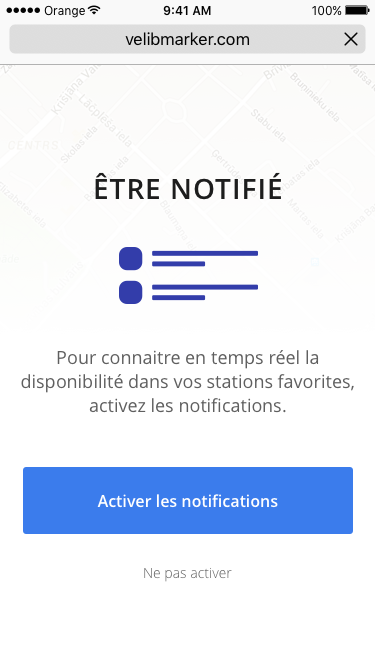 Orange 9:41 AM 100%
velibmarker.com
CENTRS
ÊTRE NOTIFIÉ
Pour connaitre en temps réel la
disponibilité dans vos stations favorites,
activez les notifications.
Activer les notifications
Ne pas activer